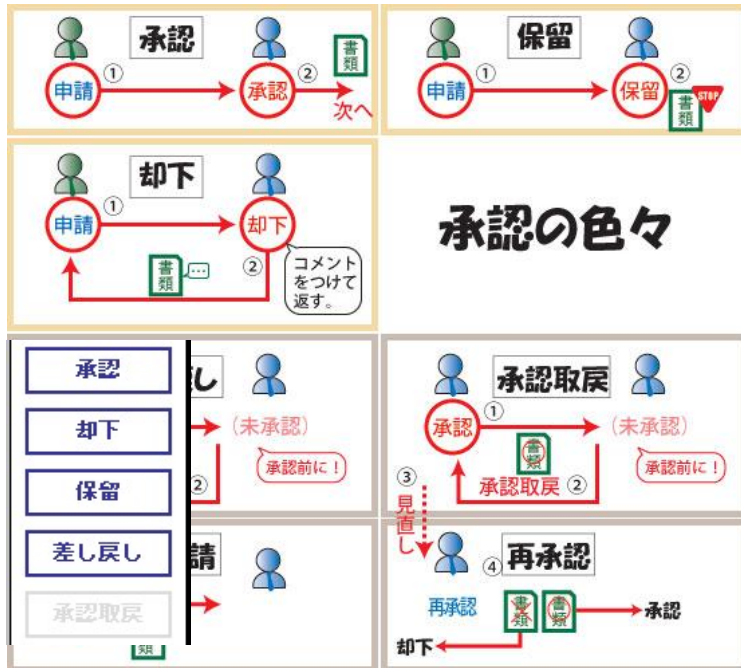 承認
申請
①
承認
②
書類
次へ
保留
申請
①
保留
②
書類
STOP
却下
申請
①
却下
②
書類
コメント
をつけて
返す。
承認の色々
承認
却下
保留
差し戻し
承認取戻
し
(未承認)
承認前に！
②
請
類
承認取戻
承認
①
(未承認)
書類
承認前に！
承認取戻 ②
③
見直し
④
再承認
再承認
書類
書類
承認
却下